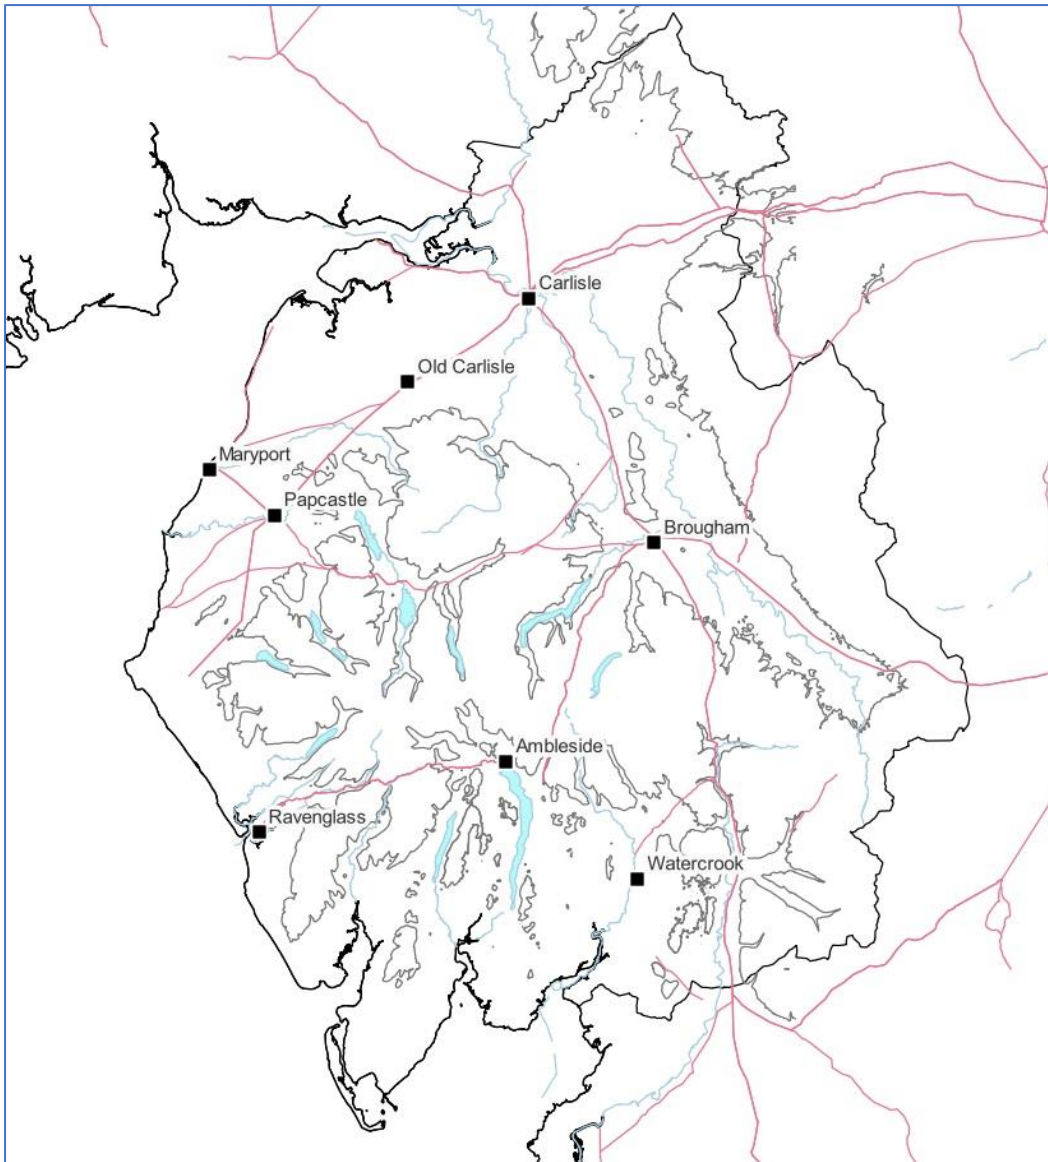 Carlisle
Old Carlisle
Maryport
Papcastle
Brougham
Ambleside
Ravenglass
Watercrook